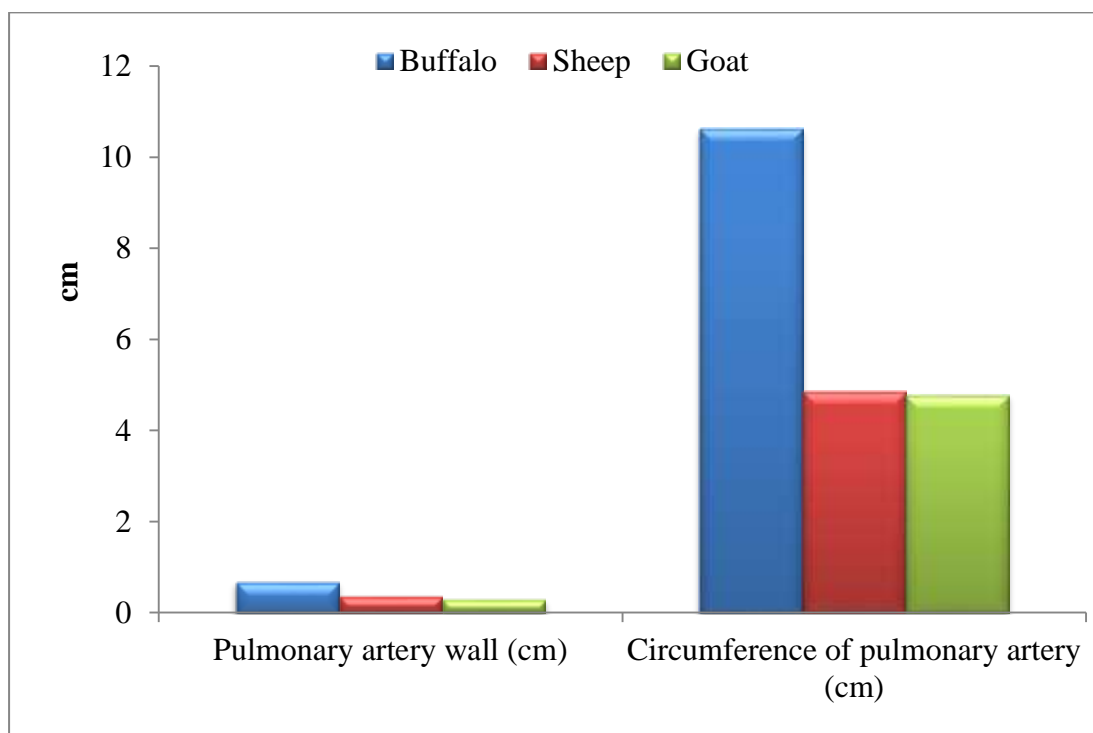 Buffalo Sheep Goat
12
10
8
6
4
2
0
cm
Pulmonary artery wall (cm)
Circumference of pulmonary artery
(cm)